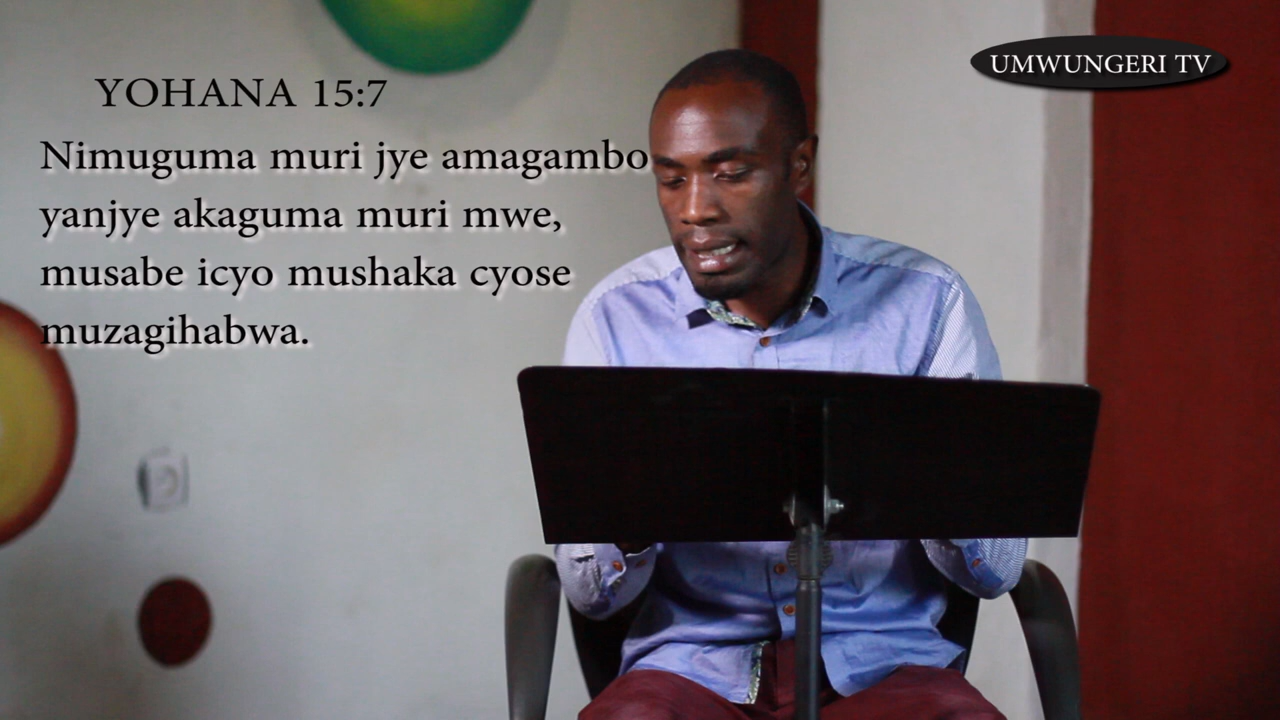 YOHANA 15:7
Nimuguma muri jye amagambo
yanjye akaguma muri mwe,
musabe icyo mushaka cyose
muzagihabwa.
UMWUNGERI TV